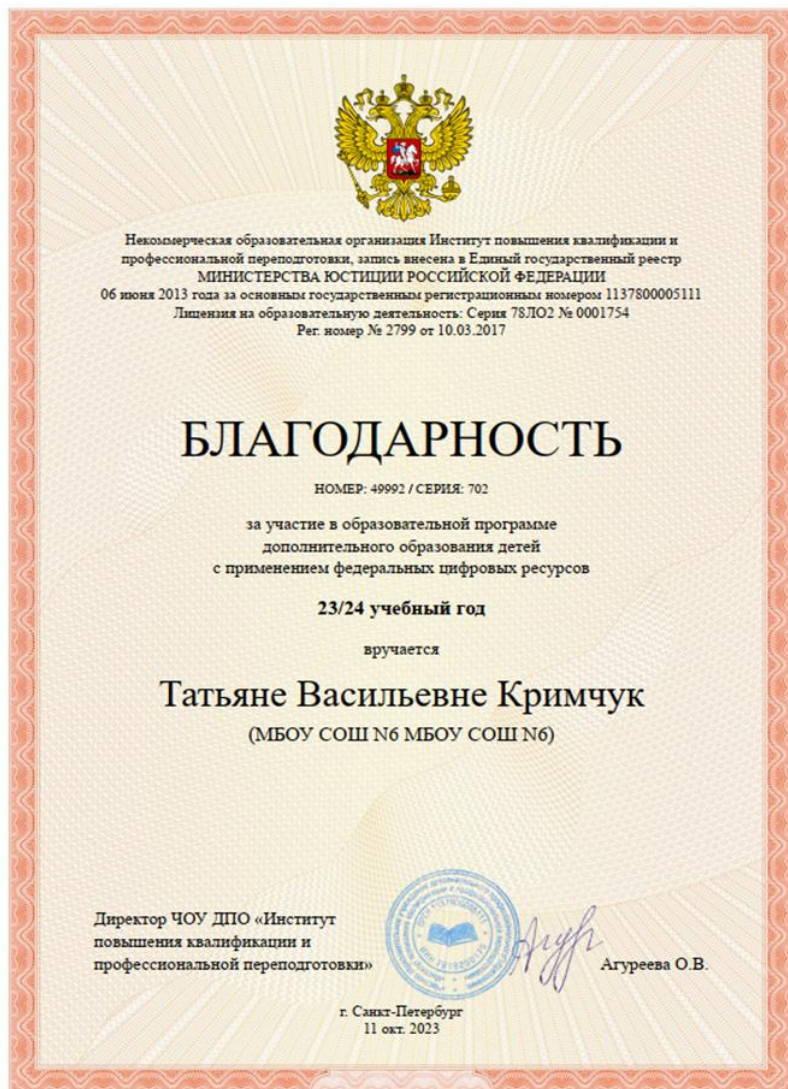 Некоммерческая образовательная организация Институт повышения квалификации и
профессиональной переподготовки, запись внесена в Единый государственный реестр
МИНИСТЕРСТВА ЮСТИЦИИ РОССИЙСКОЙ ФЕДЕРАЦИИ
06 июня 2013 года за основным государственным регистрационным номером 1137800005111
Лицензия на образовательную деятельность: Серия 78ЛО2 № 0001754
Рег. номер № 2799 от 10.03.2017
БЛАГОДАРНОСТЬ
НОМЕР: 49992 / СЕРИЯ: 702
за участие в образовательной программе
дополнительного образования детей
с применением федеральных цифровых ресурсов
23/24 учебный год
вручается
Татьяне Васильевне Кримчук
(МБОУ СОШ N6 МБОУ СОШ N6)
Директор ЧОУ ДПО «Институт
повышения квалификации и
профессиональной переподготовки»
Агуреева О.В.
г. Санкт-Петербург
11 окт. 2023